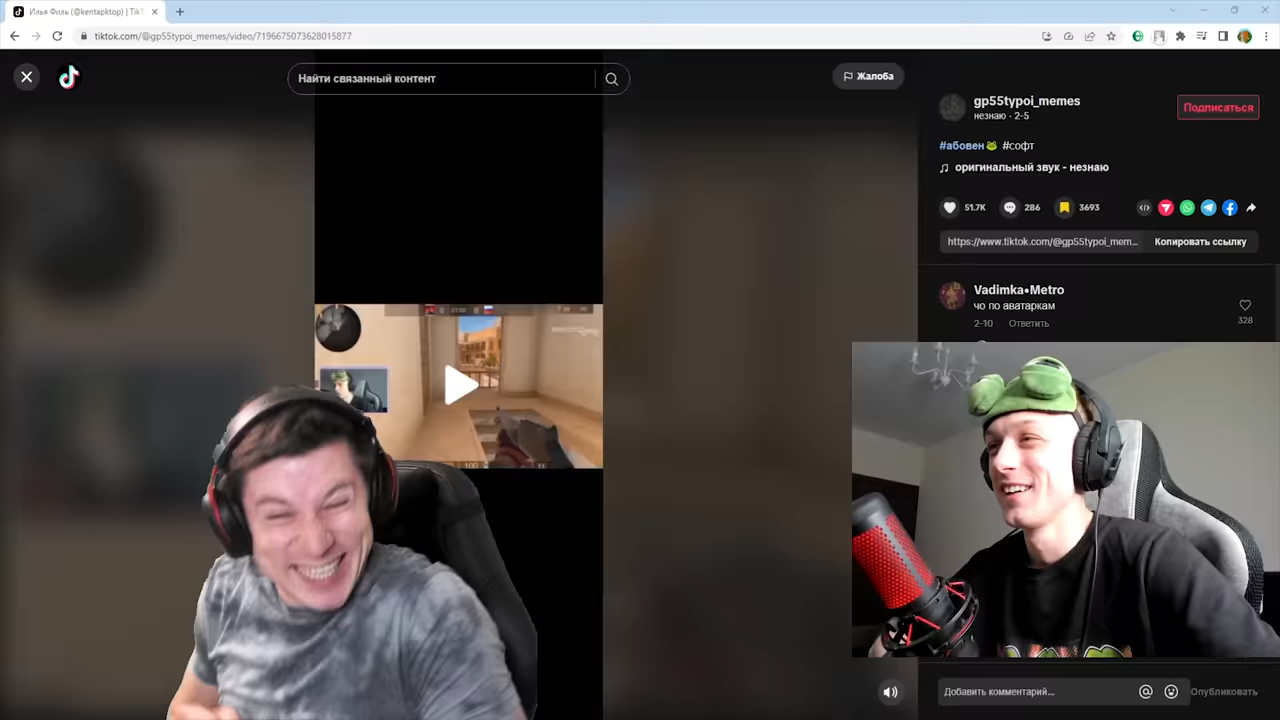 Илья Филь (@kentapktop) | Tik
tiktok.com/@gp55typoi_memes/video/7196675073628015877
Найти связанный контент
Жалоба
gp55typoi_memes
незнаю · 2-5
Подписаться
#абовен🐸 #софт
♫ оригинальный звук - незнаю
51.7K
286
3693
https://www.tiktok.com/@gp55typoi_mem...
Копировать ссылку
Vadimka•Metro
чо по аватаркам
2-10 Ответить
328
Добавить комментарий...
Опубликовать